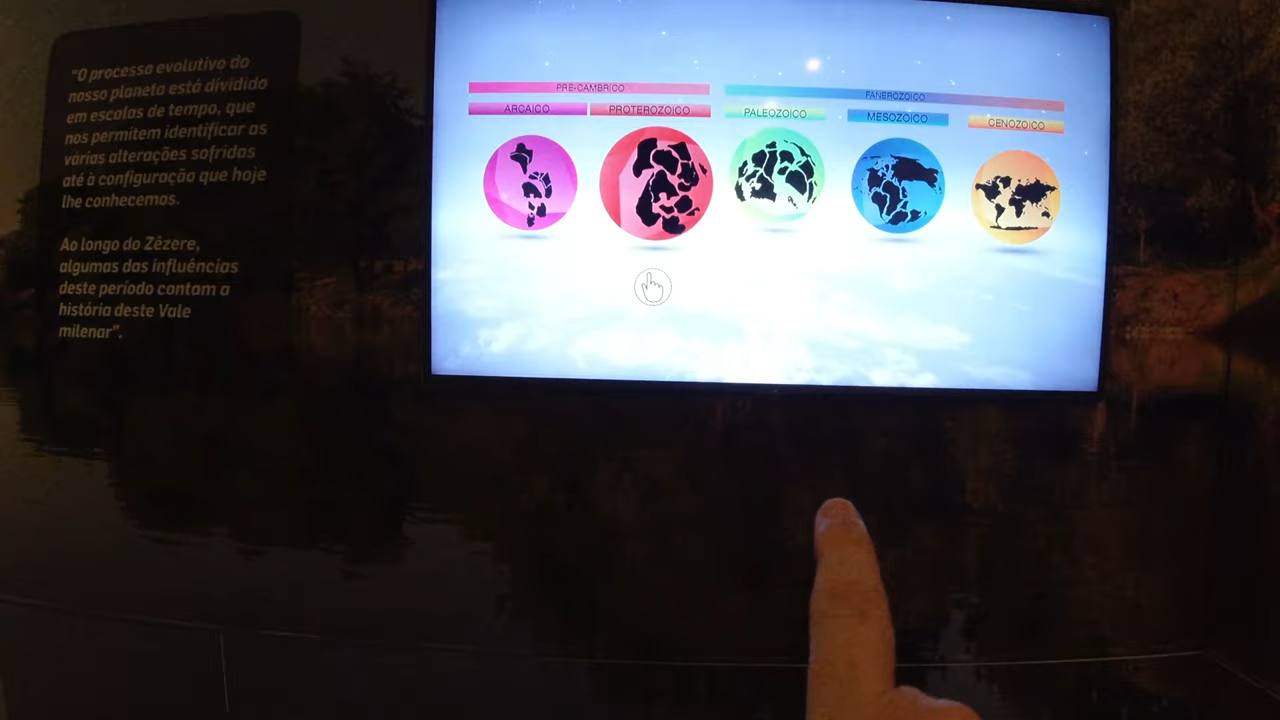 "O processo evolutivo do
nosso planeta está dividido
em escalas de tempo, que
nos permitem identificar as
várias alterações sofridas
até à configuração que hoje
lhe conhecemos.
Ao longo do Zêzere,
algumas das influências
deste período contam a
história deste Vale
milenar".
PRÉ-CÂMBRICO
FANEROZOICO
ARCAICO
PROTEROZOICO
PALEOZOICO
MESOZOICO
CENOZOICO